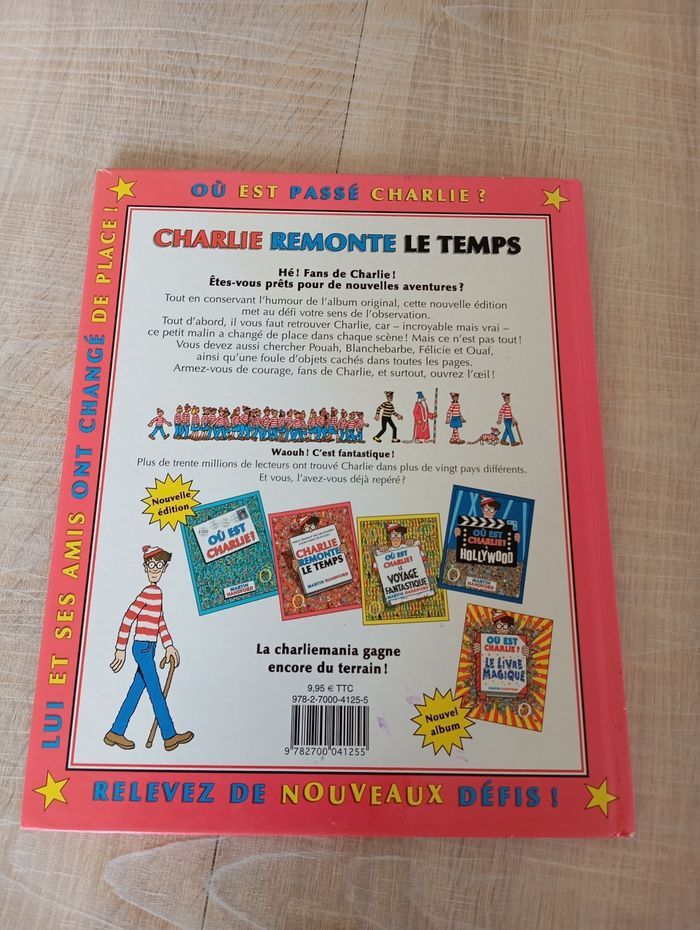 OÙ EST PASSÉ CHARLIE ?
LUI ET SES AMIS ONT CHANGÉ DE PLACE !
CHARLIE REMONTE LE TEMPS
Hé ! Fans de Charlie !
Êtes-vous prêts pour de nouvelles aventures ?
Tout en conservant l'humour de l'album original, cette nouvelle édition
met au défi votre sens de l'observation.
Tout d'abord, il vous faut retrouver Charlie, car – incroyable mais vrai –
ce petit malin a changé de place dans chaque scène ! Mais ce n'est pas tout !
Vous devez aussi chercher Pouah, Blanchebarbe, Félicie et Ouaf,
ainsi qu'une foule d'objets cachés dans toutes les pages.
Armez-vous de courage, fans de Charlie, et surtout, ouvrez l'œil !
Waouh ! C'est fantastique !
Plus de trente millions de lecteurs ont trouvé Charlie dans plus de vingt pays différents.
Et vous, l'avez-vous déjà repéré ?
Nouvelle
édition
OÙ EST CHARLIE ?
MARTIN
HANDFORD
CHARLIE
REMONTE
LE TEMPS
MARTIN HANDFORD
OÙ EST
CHARLIE ?
LE
VOYAGE
FANTASTIQUE
MARTIN HANDFORD
OÙ EST
CHARLIE ?
À
HOLLYWOOD
MARTIN
HANDFORD
OÙ EST
CHARLIE ?
LE LIVRE
MAGIQUE
MARTIN HANDFORD
La charliemania gagne
encore du terrain !
9,95 € TTC
978-2-7000-4125-5
9 782700 041255
Nouvel
album
RELEVEZ DE NOUVEAUX DÉFIS !